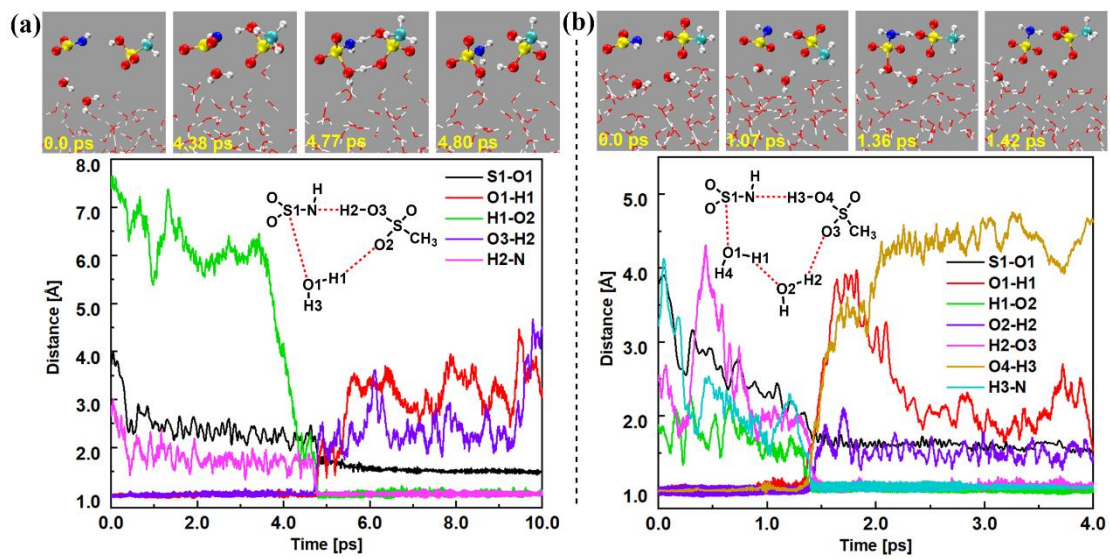 (a)
0.0 ps
4.38 ps
4.77 ps
4.80 ps
8.0
7.0
6.0
5.0
4.0
3.0
2.0
1.0
Distance [Å]
0.0 2.0 4.0 6.0 8.0 10.0
Time [ps]
H
O
S1-N H2-O3 O
O S
O2 CH3
O1-H1
H3
S1-O1
O1-H1
H1-O2
O3-H2
H2-N
(b)
0.0 ps
1.07 ps
1.36 ps
1.42 ps
5.0
4.0
3.0
2.0
1.0
Distance [Å]
0.0 1.0 2.0 3.0 4.0
Time [ps]
H
O
S1-N H3-O4 O
O S
O3 CH3
O1
H4 H1
H2
O2
H
S1-O1
O1-H1
H1-O2
O2-H2
H2-O3
O4-H3
H3-N